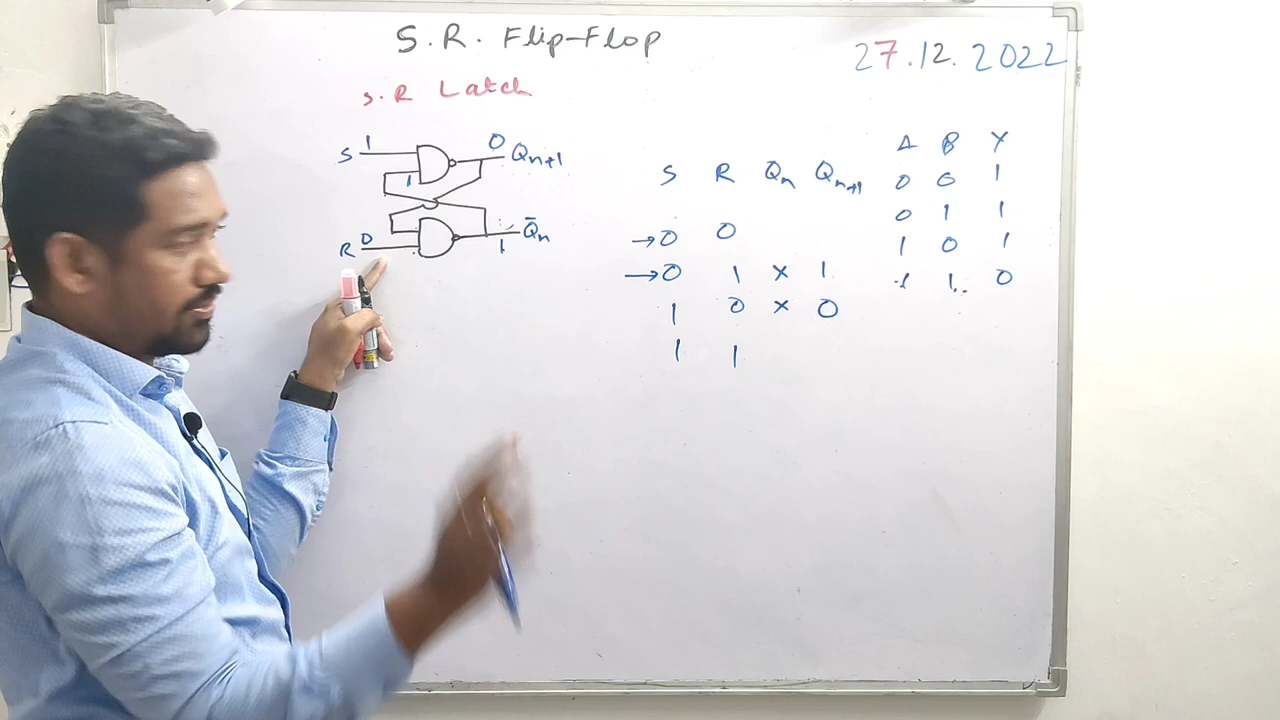 S.R. Flip-Flop
27.12.2022
S.R Latch
S 1 0 Qn+1
1
R 0 1 Q̄n
S R Qn Qn+1
→0 0
→0 1 x 1
1 0 x 0
1 1
A B Y
0 0 1
0 1 1
1 0 1
1 1 0